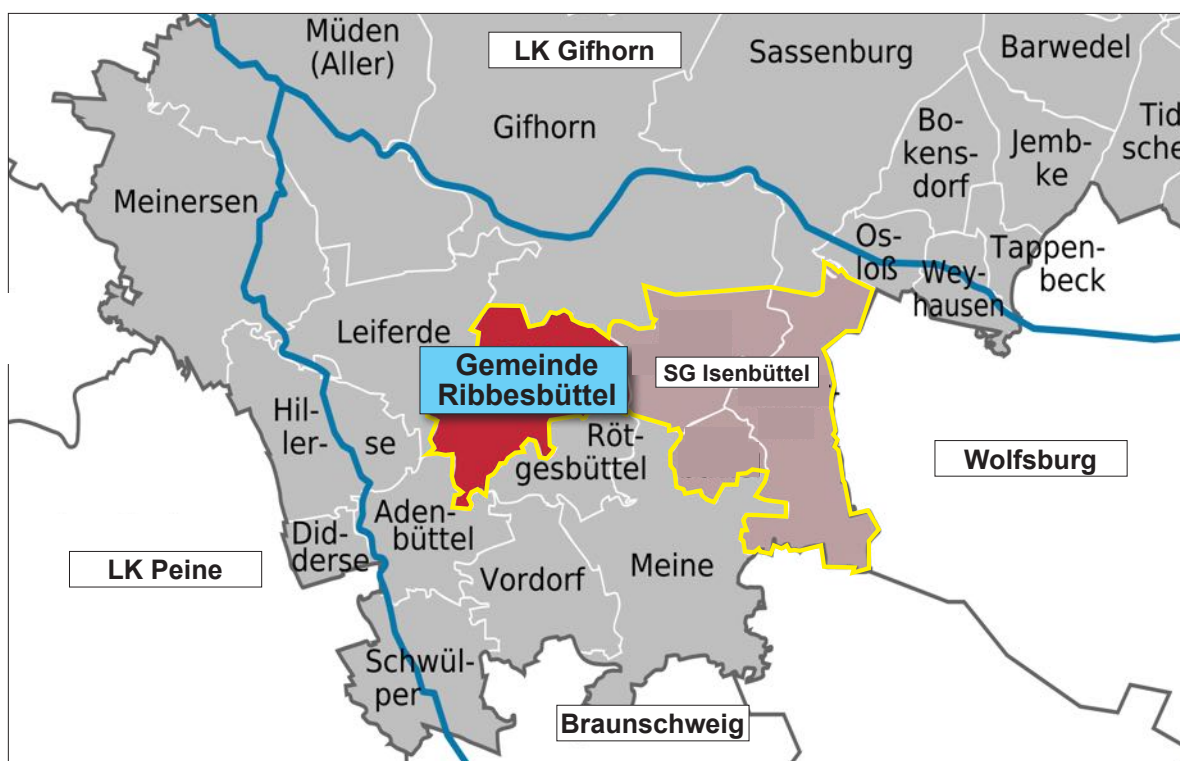 Müden
(Aller)
LK Gifhorn
Sassenburg
Barwedel
Gifhorn
Bo-
kens-
dorf
Jemb-
ke
Tid
sche
Meinersen
Os-
loß
Wey-
hausen
Tappen-
beck
Leiferde
Gemeinde
Ribbesbüttel
SG Isenbüttel
Hil-
ler-
se
Röt-
gesbüttel
Wolfsburg
Aden-
büttel
Did-
derse
LK Peine
Vordorf
Meine
Schwül-
per
Braunschweig